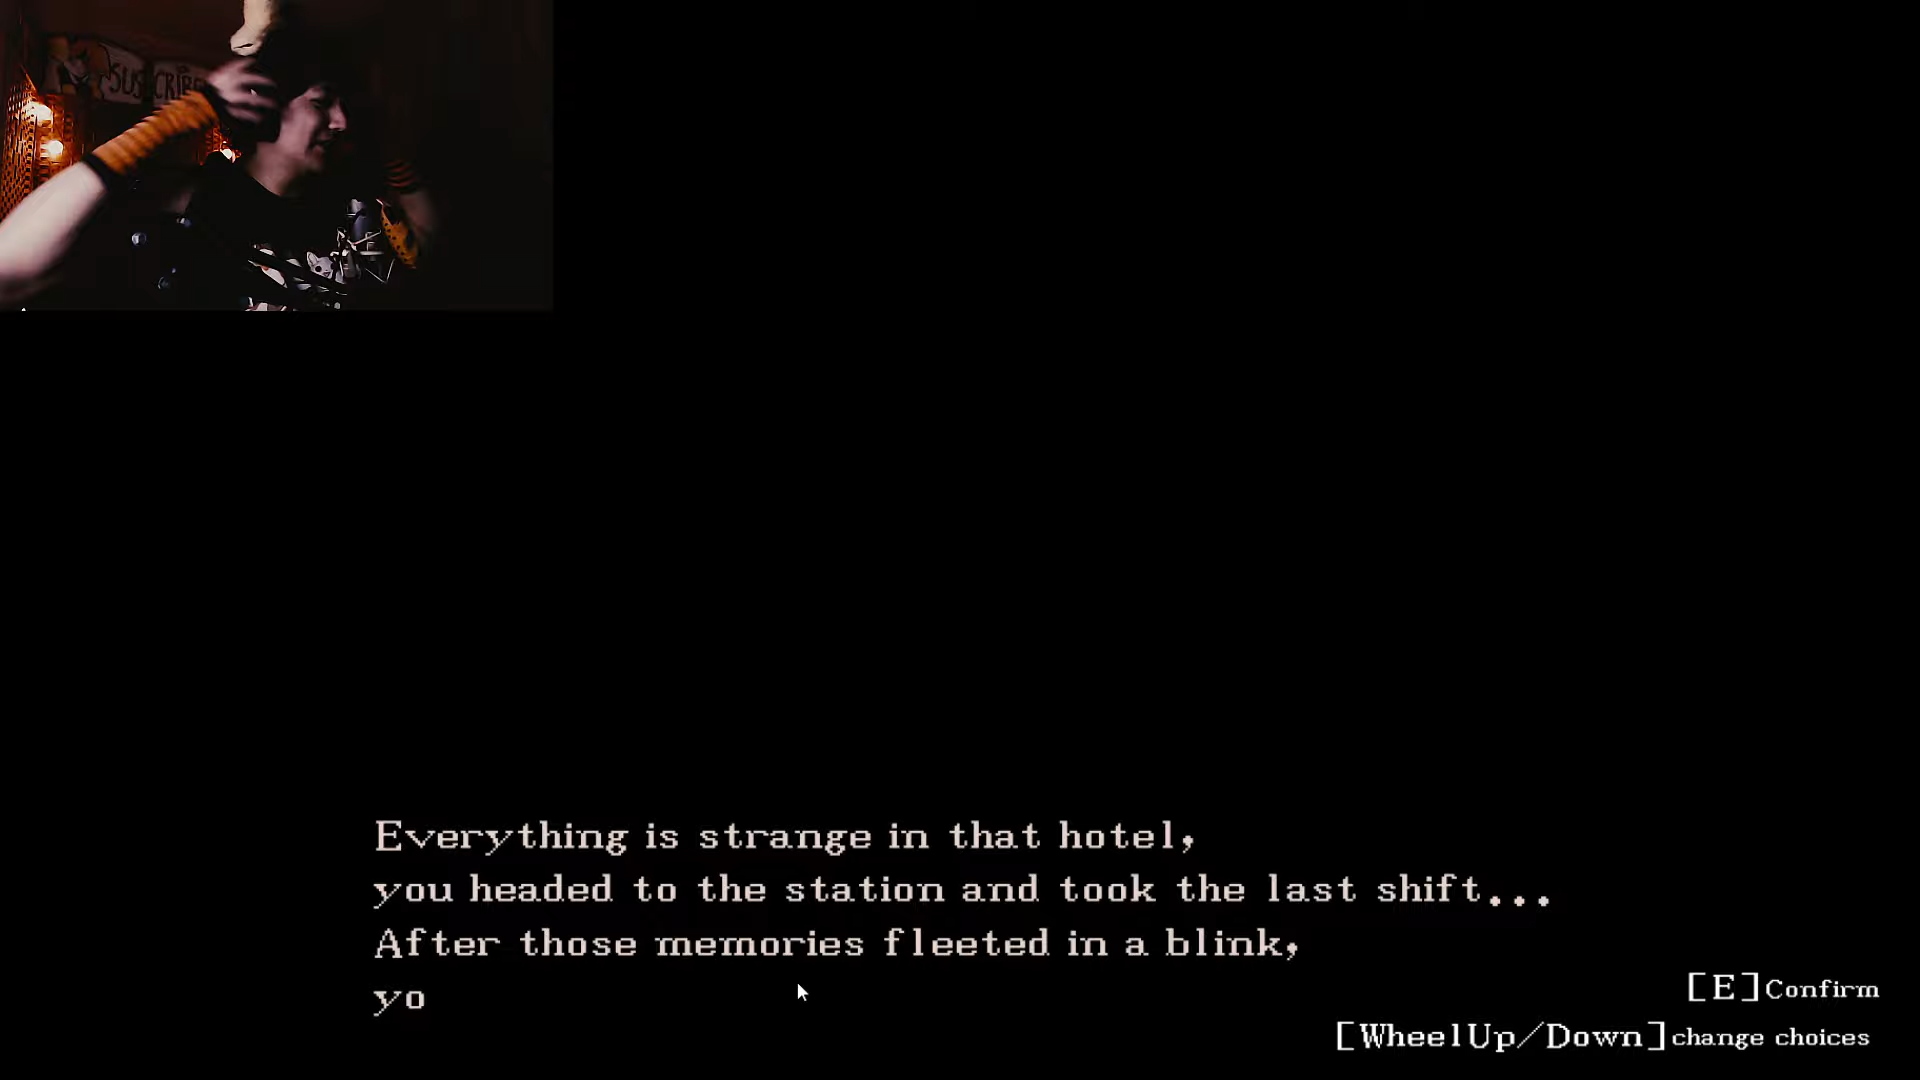 SUSCRIBE
Everything is strange in that hotel,
you headed to the station and took the last shift...
After those memories fleeted in a blink,
yo
[E]Confirm
[WheelUp/Down]change choices